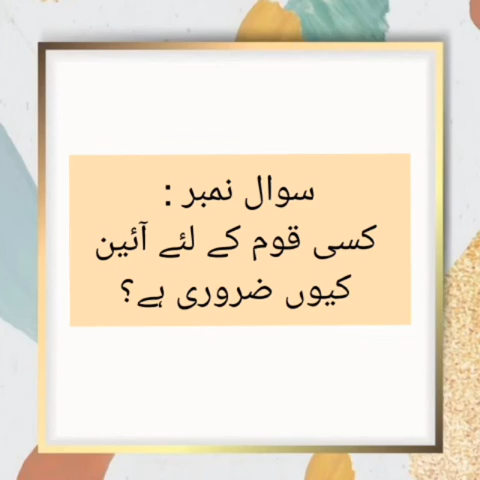 سوال نمبر :
کسی قوم کے لئے آئین
کیوں ضروری ہے؟